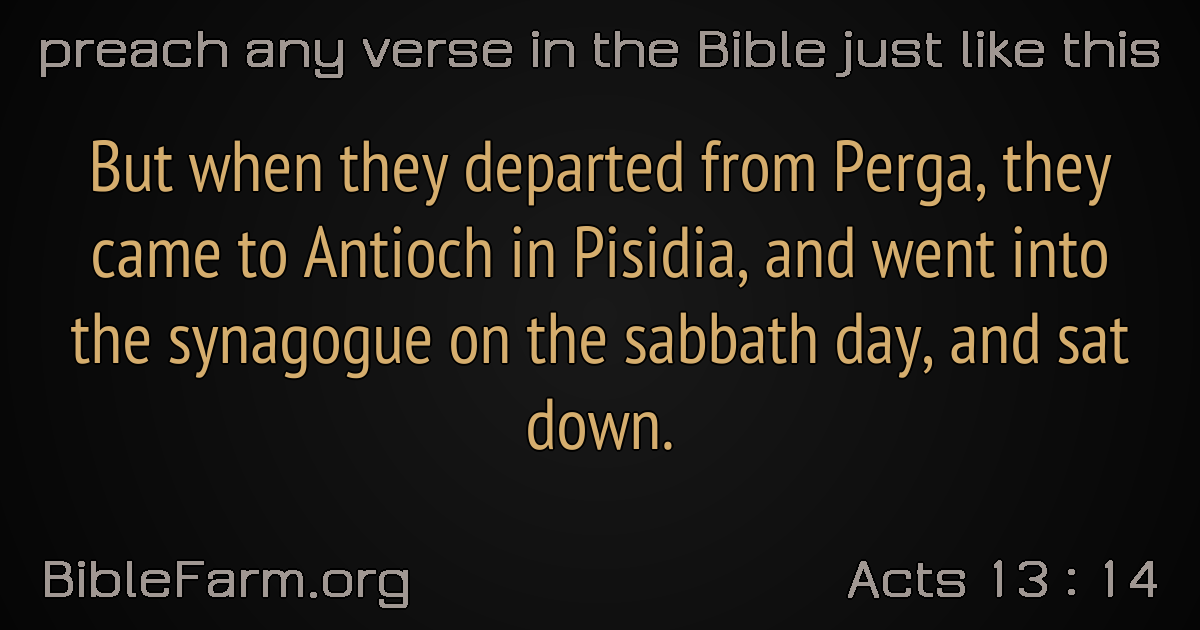 preach any verse in the Bible just like this
But when they departed from Perga, they
came to Antioch in Pisidia, and went into
the synagogue on the sabbath day, and sat
down.
BibleFarm.org
Acts 13 : 14